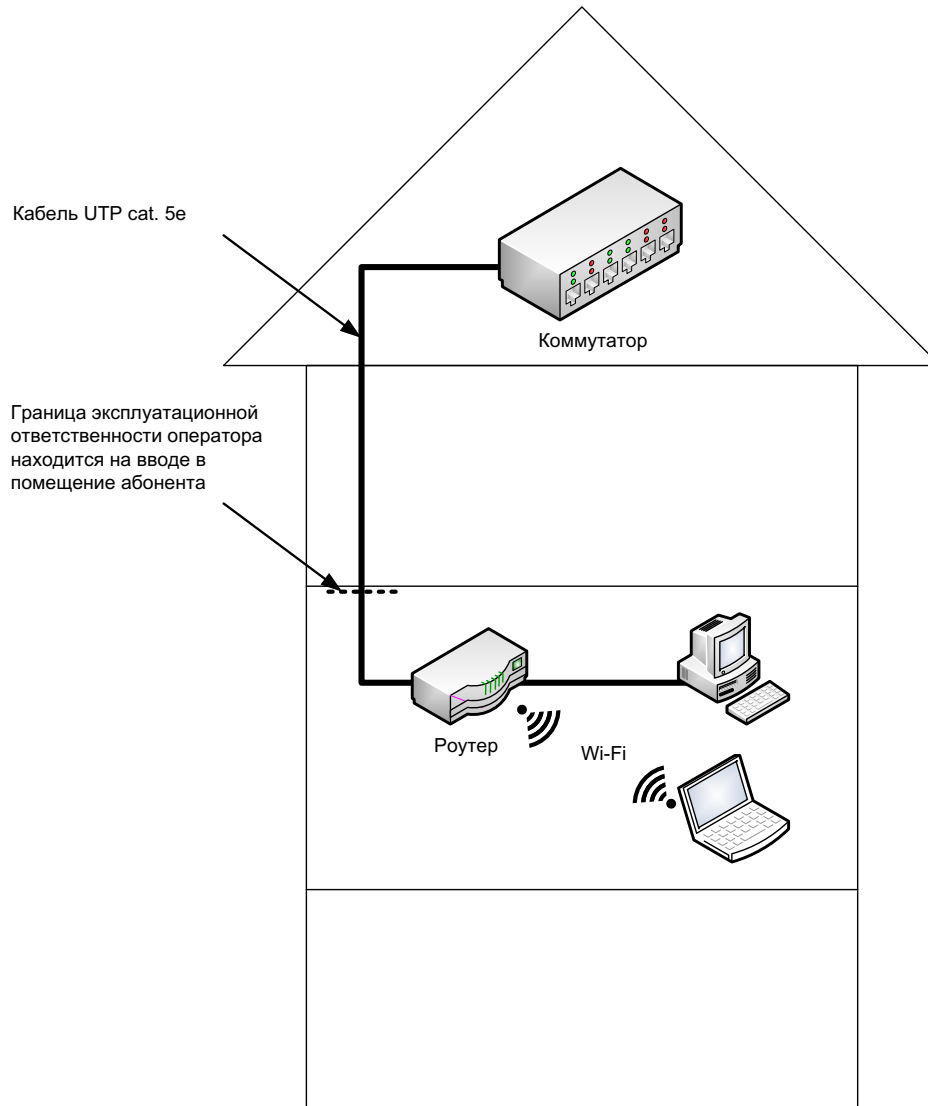 Кабель UTP cat. 5e
Коммутатор
Граница эксплуатационной
ответственности оператора
находится на вводе в
помещение абонента
Роутер
Wi-Fi